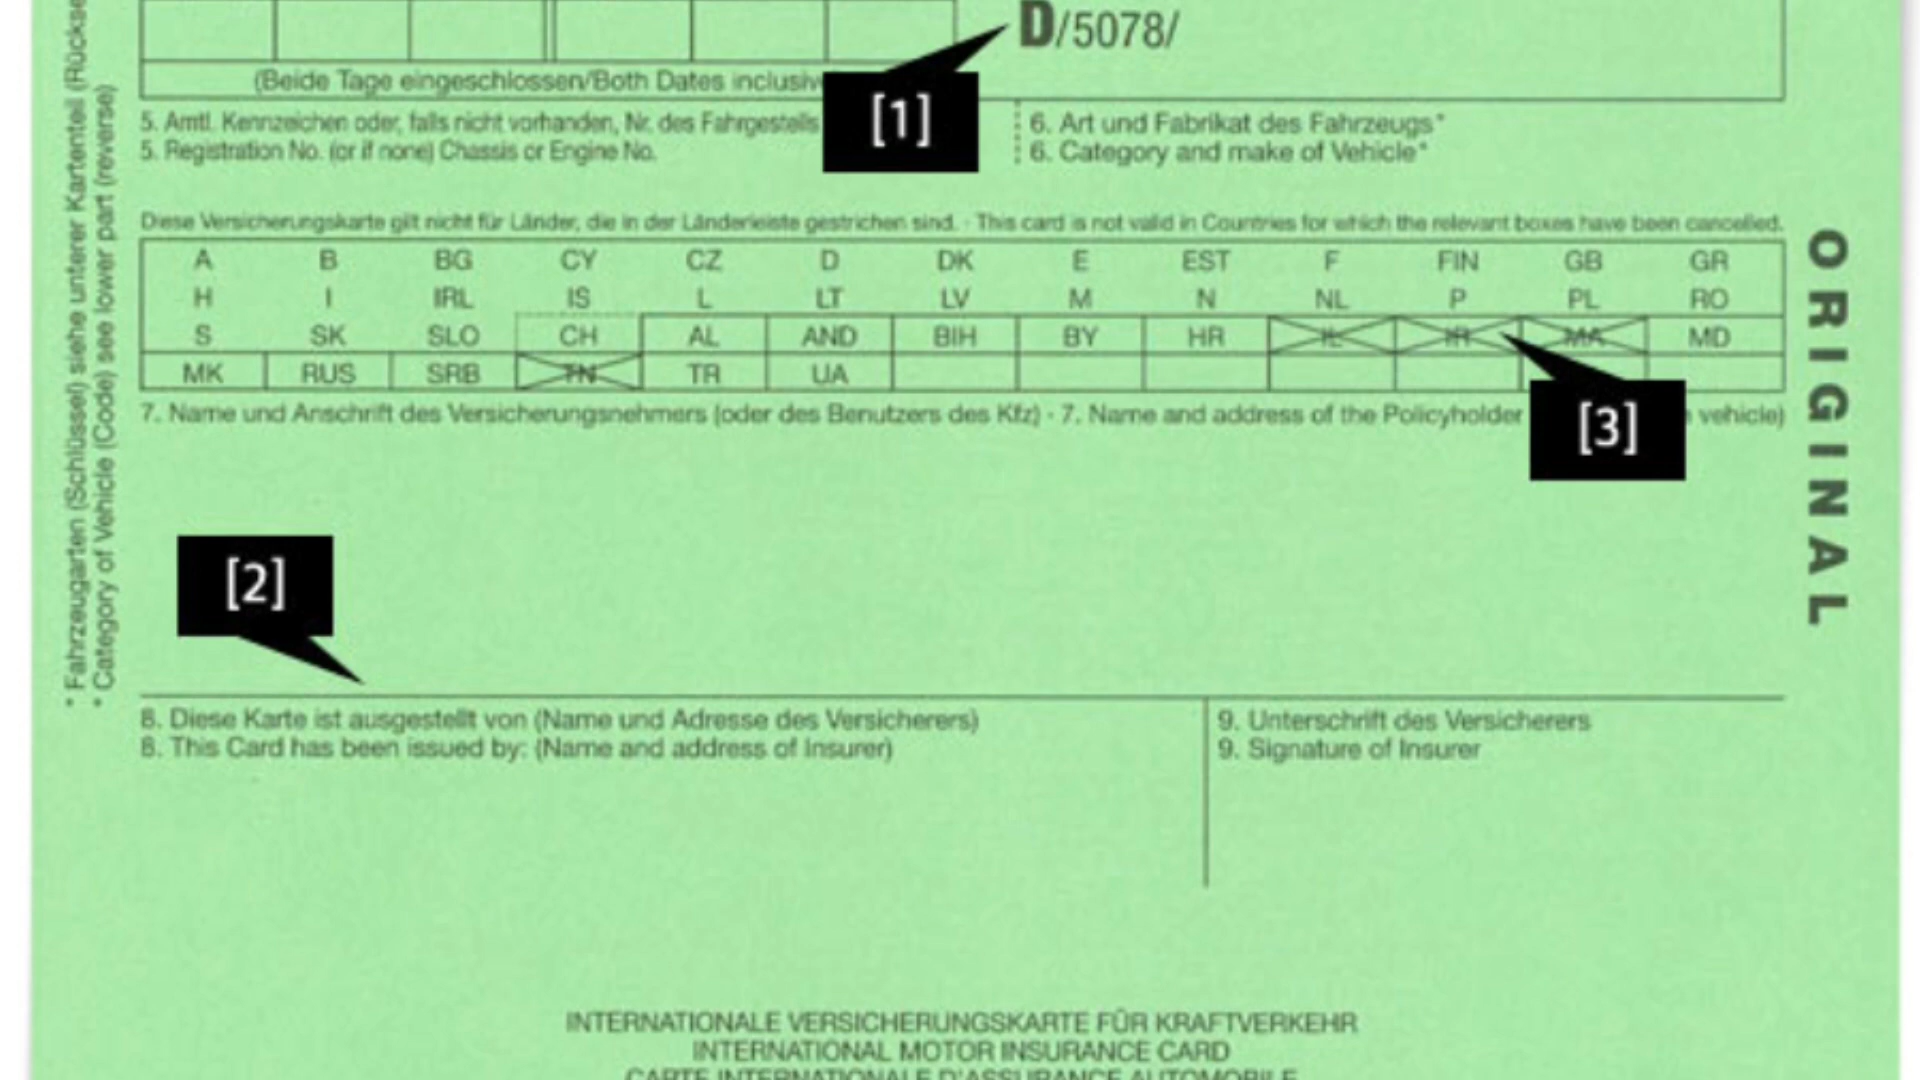 D/5078/
(Beide Tage eingeschlossen/Both Dates
[1]
5. Amtl. Kennzeichen oder, falls nicht vorhanden, Nr. des Fahrgestells
5. Registration No. (or if none) Chassis or Engine No.
6. Art und Fabrikat des Fahrzeugs*
6. Category and make of Vehicle*
Diese Versicherungskarte gilt nicht für Länder, die in der Länderleiste gestrichen sind. - This card is not valid in Countries for which the relevant boxes have been cancelled.
A B BG CY CZ D DK E EST F FIN GB GR
H I IRL IS L LT LV M N NL P PL RO
S SK SLO CH AL AND BIH BY HR IL IR MA MD
MK RUS SRB TN TR UA
7. Name und Anschrift des Versicherungsnehmers (oder des Benutzers des Kfz) - 7. Name and address of the Policyholder vehicle)
[3]
[2]
8. Diese Karte ist ausgestellt von (Name und Adresse des Versicherers)
8. This Card has been issued by: (Name and address of Insurer)
9. Unterschrift des Versicherers
9. Signature of Insurer
INTERNATIONALE VERSICHERUNGSKARTE FÜR KRAFTVERKEHR
INTERNATIONAL MOTOR INSURANCE CARD
CARTE INTERNATIONALE D'ASSURANCE AUTOMOBILE
* Fahrzeugarten (Schlüssel) siehe unterer Kartenteil
* Category of Vehicle (Code) see lower part (reverse)
ORIGINAL